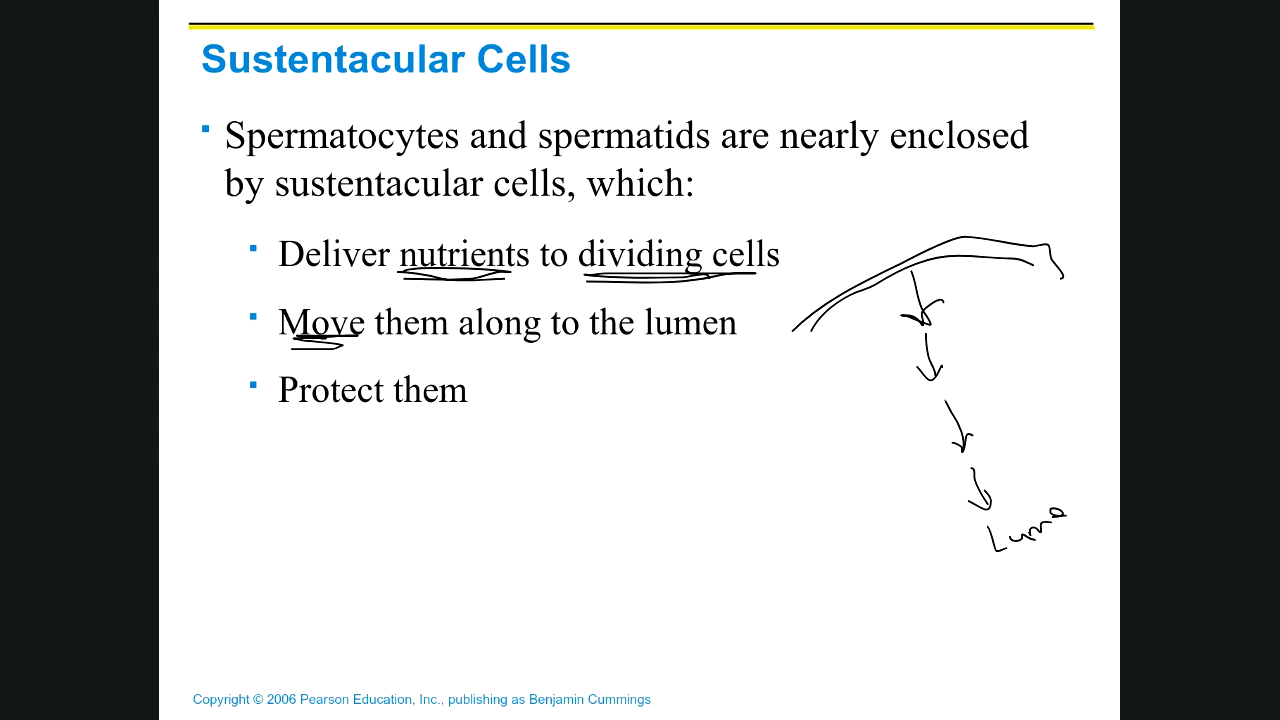 Sustentacular Cells
Spermatocytes and spermatids are nearly enclosed
by sustentacular cells, which:
Deliver nutrients to dividing cells
Move them along to the lumen
Protect them
Copyright © 2006 Pearson Education, Inc., publishing as Benjamin Cummings